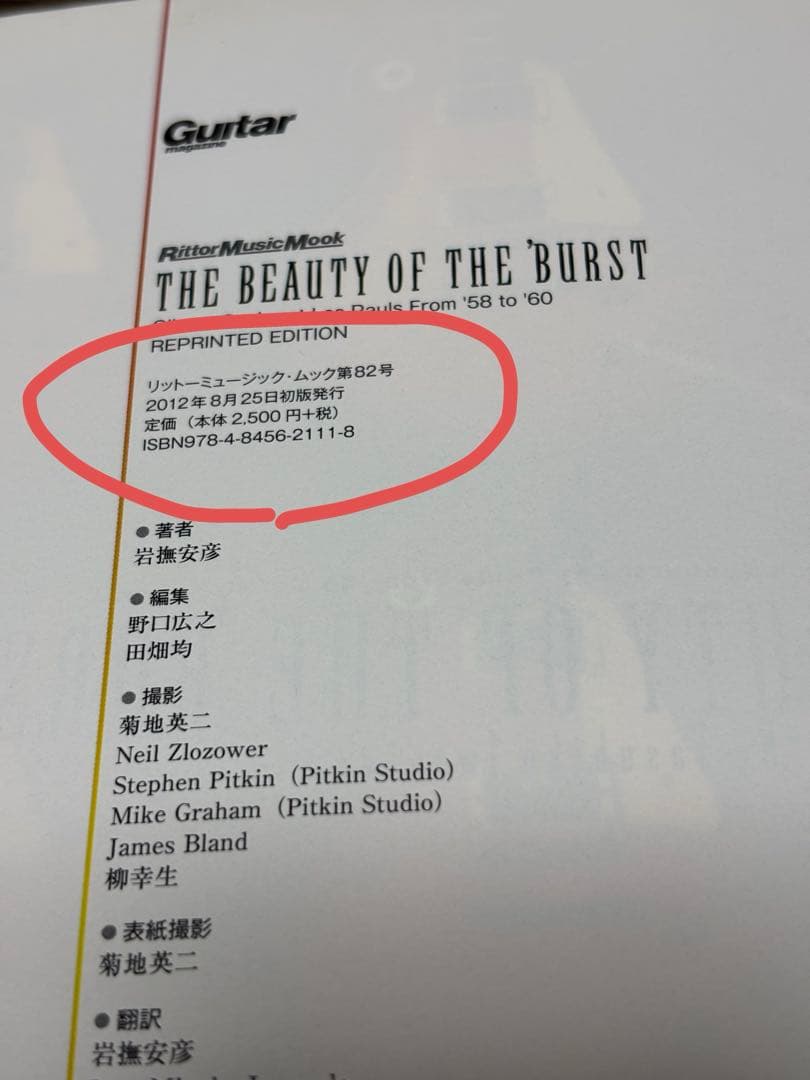 Guitar
magazine
RittorMusicMook
THE BEAUTY OF THE 'BURST
Pauls From '58 to '60
REPRINTED EDITION
リットーミュージック・ムック第82号
2012年8月25日初版発行
定価（本体2,500円+税）
ISBN978-4-8456-2111-8
●著者
岩撫安彦
●編集
野口広之
田畑均
●撮影
菊地英二
Neil Zlozower
Stephen Pitkin（Pitkin Studio）
Mike Graham（Pitkin Studio）
James Bland
柳幸生
●表紙撮影
菊地英二
●翻訳
岩撫安彦